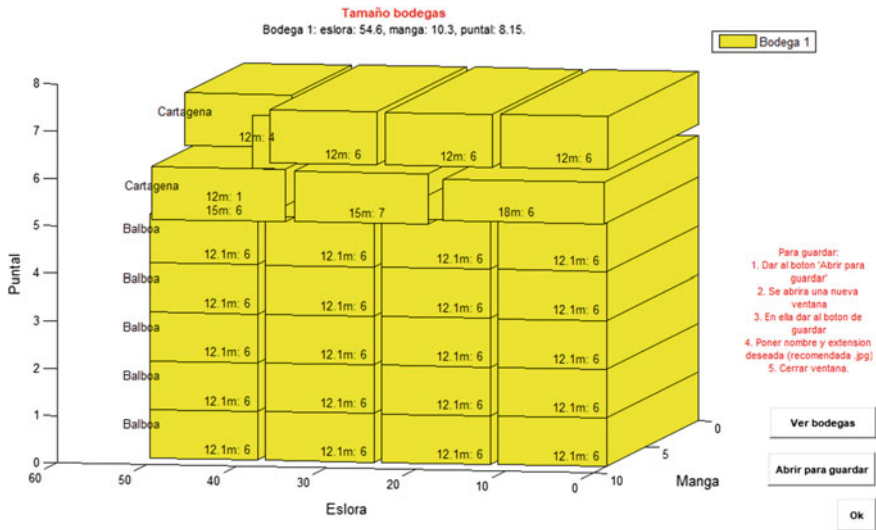 Tamaño bodegas
Bodega 1: eslora: 54.6, manga: 10.3, puntal: 8.15.
Bodega 1
8
7
6
5
4
3
2
1
0
Puntal
Cartagena
12m: 4
12m: 6
12m: 6
12m: 6
Cartagena
12m: 1
15m: 6
15m: 7
18m: 6
Balboa
12.1m: 6
12.1m: 6
12.1m: 6
12.1m: 6
Balboa
12.1m: 6
12.1m: 6
12.1m: 6
12.1m: 6
Balboa
12.1m: 6
12.1m: 6
12.1m: 6
12.1m: 6
Balboa
12.1m: 6
12.1m: 6
12.1m: 6
12.1m: 6
Balboa
12.1m: 6
12.1m: 6
12.1m: 6
12.1m: 6
60
50
40
30
20
10
0
Eslora
10
5
0
Manga
Para guardar:
1. Dar al boton 'Abrir para
guardar'
2. Se abrira una nueva
ventana
3. En ella dar al boton de
guardar
4. Poner nombre y extension
deseada (recomendada .jpg)
5. Cerrar ventana.
Ver bodegas
Abrir para guardar
Ok